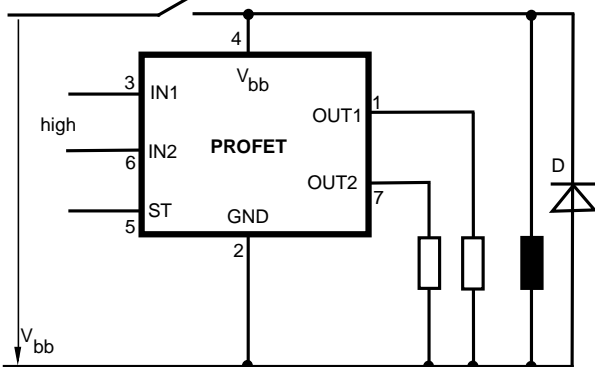 4
V bb
3
IN1
OUT1
1
high
PROFET
IN2
6
OUT2
7
D
ST
5
GND
2
V bb